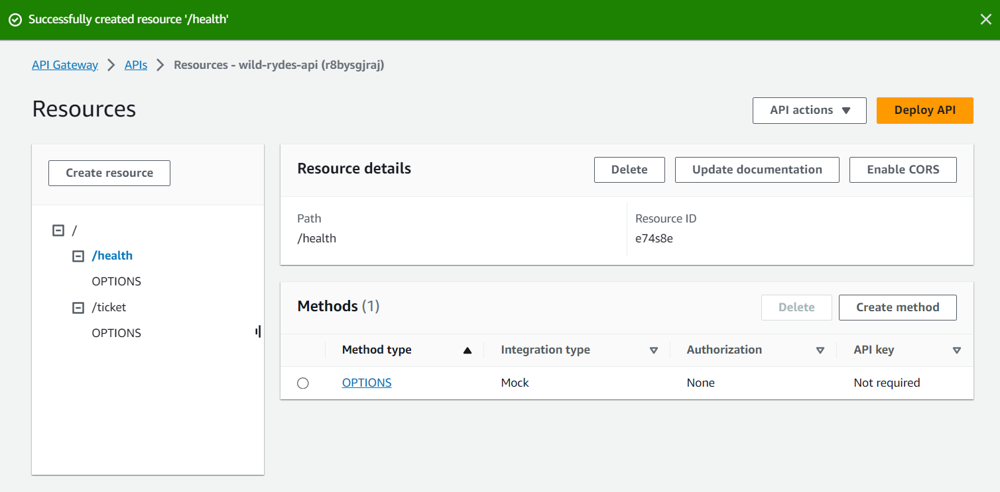 Successfully created resource '/health'
API Gateway > APIs > Resources - wild-rydes-api (r8bysgjraj)
Resources
API actions
Deploy API
Create resource
/
/health
OPTIONS
/ticket
OPTIONS
Resource details
Delete
Update documentation
Enable CORS
Path
/health
Resource ID
e74s8e
Methods (1)
Delete
Create method
Method type Integration type Authorization API key
OPTIONS Mock None Not required